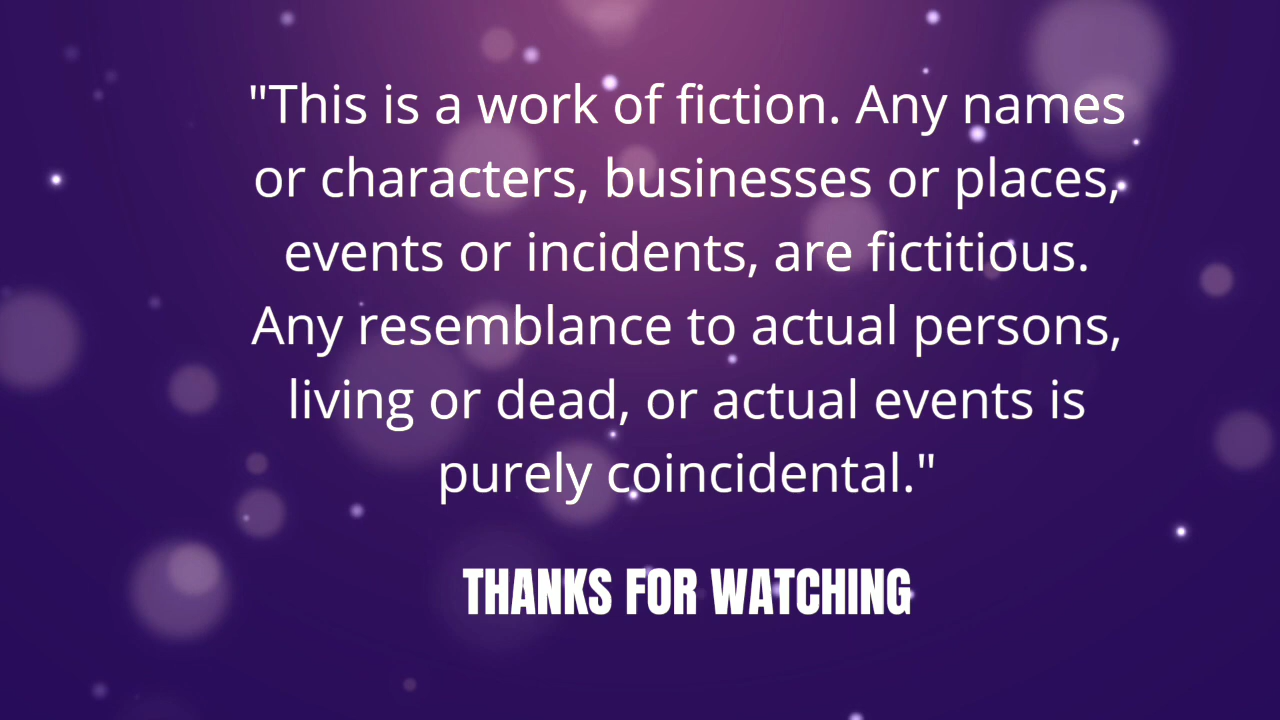 "This is a work of fiction. Any names
or characters, businesses or places,
events or incidents, are fictitious.
Any resemblance to actual persons,
living or dead, or actual events is
purely coincidental."
THANKS FOR WATCHING